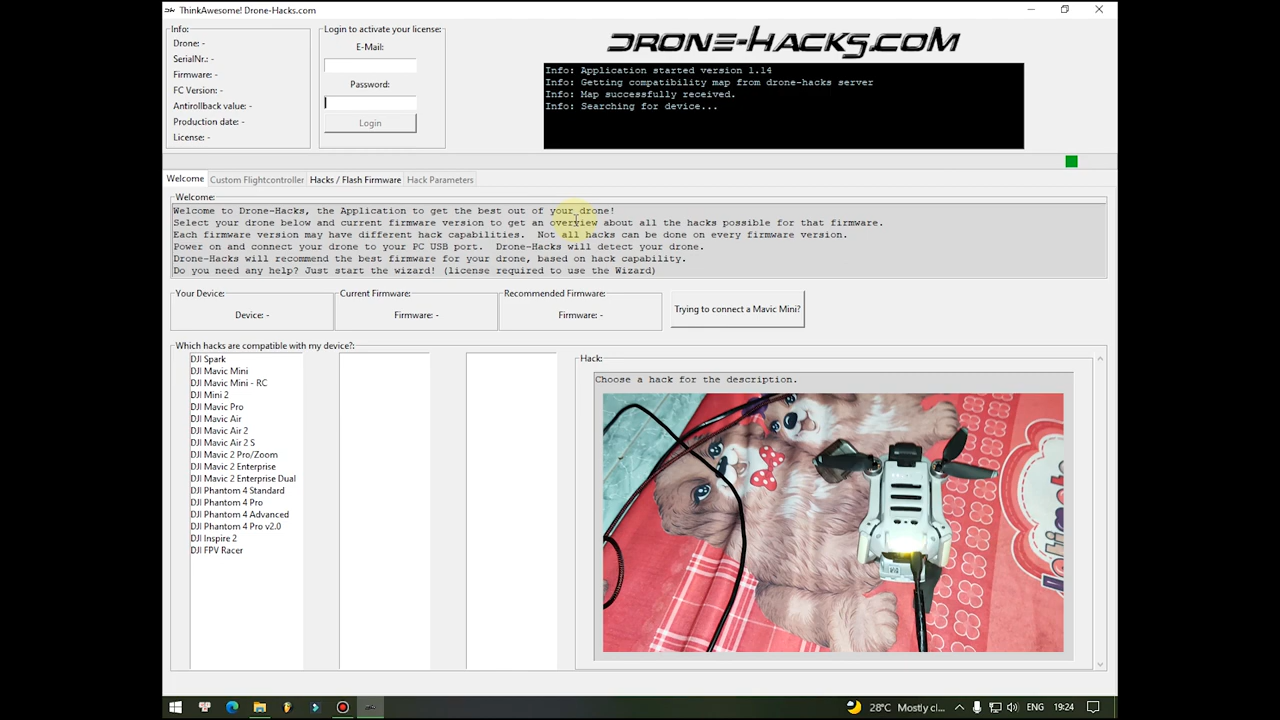 ThinkAwesome! Drone-Hacks.com
Info:
Drone: -
SerialNr.: -
Firmware: -
FC Version: -
Antirollback value: -
Production date: -
License: -
Login to activate your license:
E-Mail:
Password:
Login
DRONE-HACKS.COM
Info: Application started version 1.14
Info: Getting compatibility map from drone-hacks server
Info: Map successfully received.
Info: Searching for device...
Welcome
Custom Flightcontroller
Hacks / Flash Firmware
Hack Parameters
Welcome:
Welcome to Drone-Hacks, the Application to get the best out of your drone!
Select your drone below and current firmware version to get an overview about all the hacks possible for that firmware.
Each firmware version may have different hack capabilities.  Not all hacks can be done on every firmware version.
Power on and connect your drone to your PC USB port.  Drone-Hacks will detect your drone.
Drone-Hacks will recommend the best firmware for your drone, based on hack capability.
Do you need any help? Just start the wizard! (license required to use the Wizard)
Your Device:
Device: -
Current Firmware:
Firmware: -
Recommended Firmware:
Firmware: -
Trying to connect a Mavic Mini?
Which hacks are compatible with my device?:
DJI Spark
DJI Mavic Mini
DJI Mavic Mini - RC
DJI Mini 2
DJI Mavic Pro
DJI Mavic Air
DJI Mavic Air 2
DJI Mavic Air 2 S
DJI Mavic 2 Pro/Zoom
DJI Mavic 2 Enterprise
DJI Mavic 2 Enterprise Dual
DJI Phantom 4 Standard
DJI Phantom 4 Pro
DJI Phantom 4 Advanced
DJI Phantom 4 Pro v2.0
DJI Inspire 2
DJI FPV Racer
Hack:
Choose a hack for the description.
28°C Mostly cl...
ENG
19:24